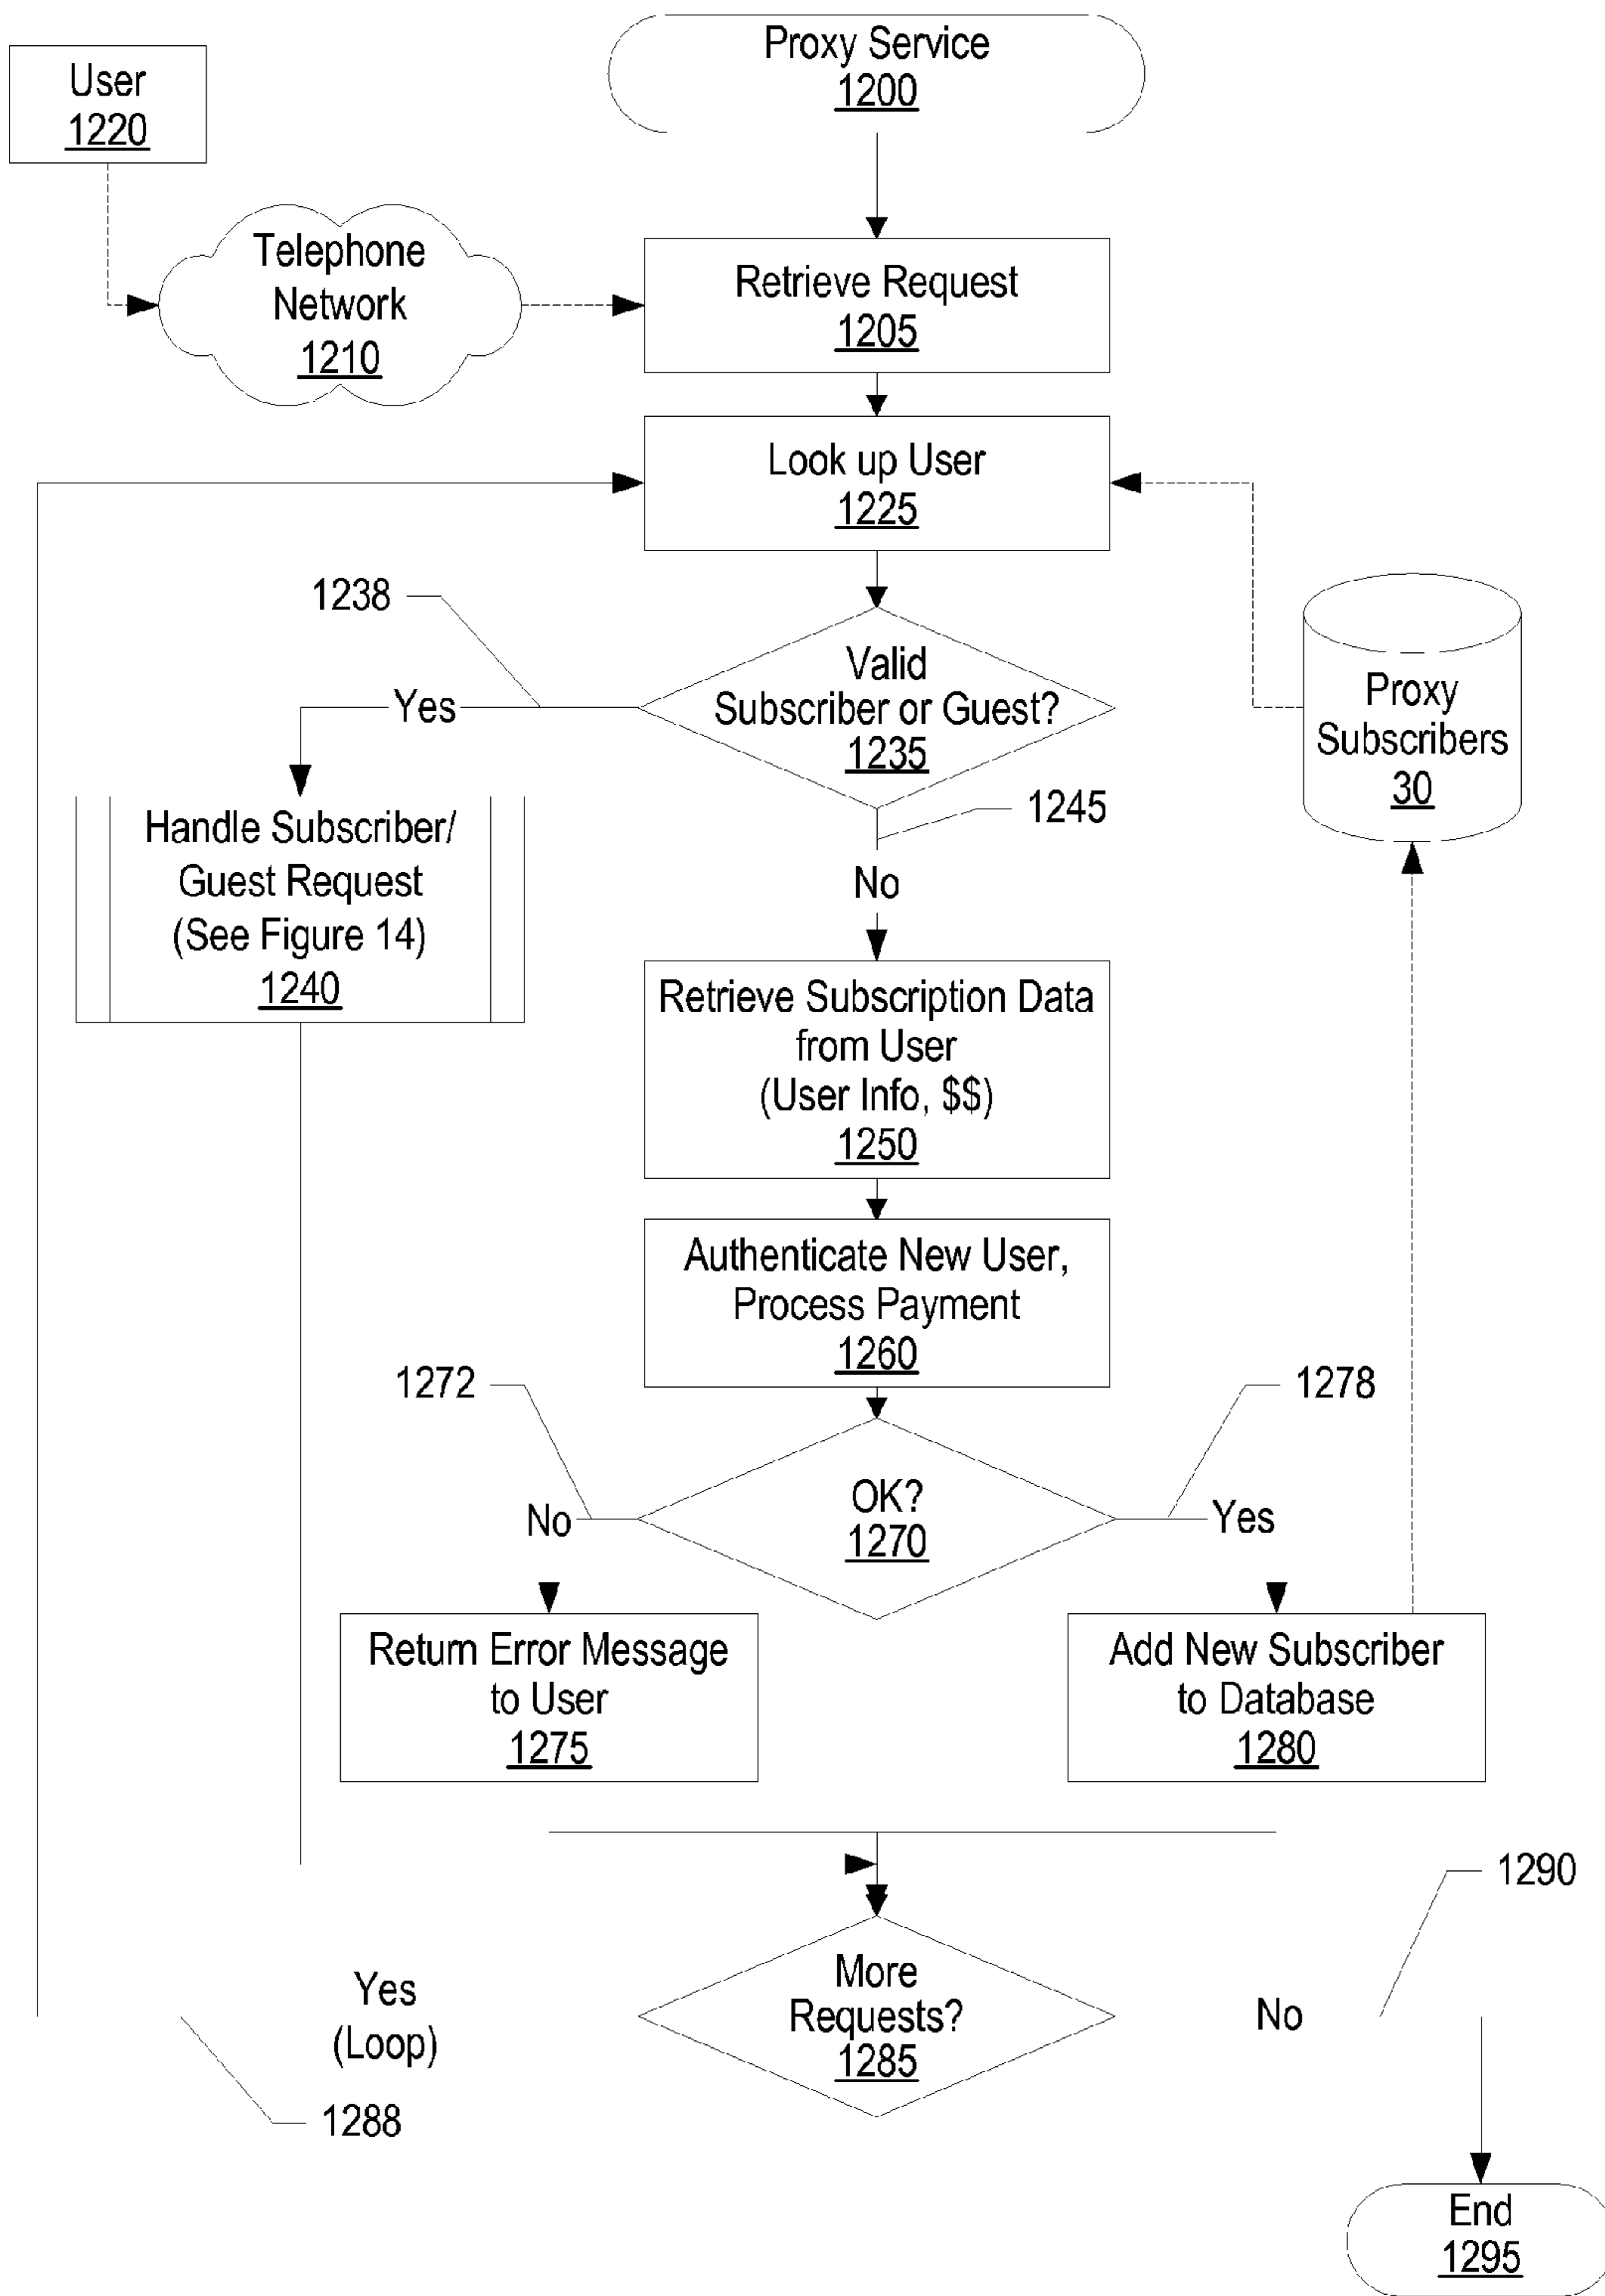 Proxy Service
1200
User
1220
Telephone
Network
1210
Retrieve Request
1205
Look up User
1225
1238
Valid
Subscriber or Guest?
1235
Yes
Proxy
Subscribers
30
1245
No
Handle Subscriber/
Guest Request
(See Figure 14)
1240
Retrieve Subscription Data
from User
(User Info, $$)
1250
Authenticate New User,
Process Payment
1260
1272
1278
OK?
1270
No
Yes
Return Error Message
to User
1275
Add New Subscriber
to Database
1280
1290
More
Requests?
1285
Yes
(Loop)
No
1288
End
1295